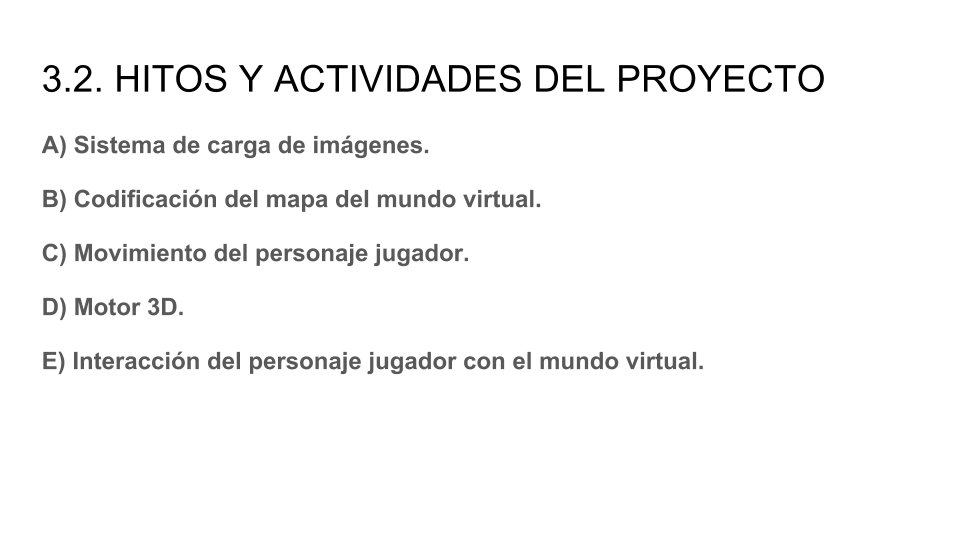 3.2. HITOS Y ACTIVIDADES DEL PROYECTO
A) Sistema de carga de imágenes.
B) Codificación del mapa del mundo virtual.
C) Movimiento del personaje jugador.
D) Motor 3D.
E) Interacción del personaje jugador con el mundo virtual.